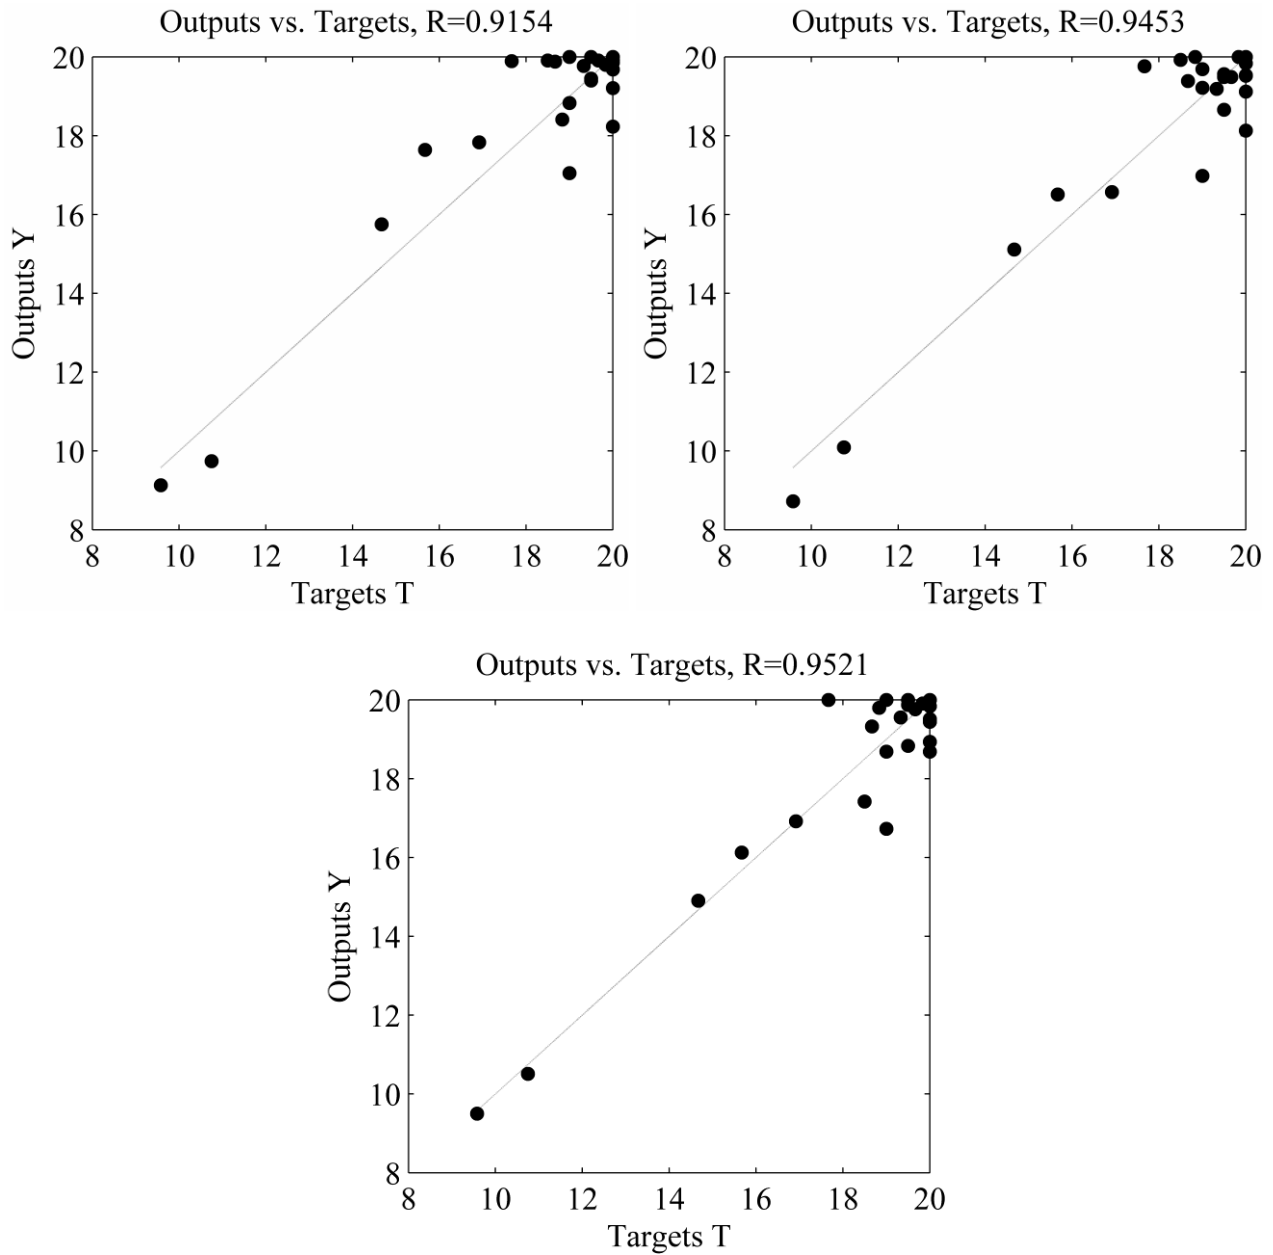 Outputs vs. Targets, R=0.9154
20
18
16
14
12
10
8
Outputs Y
8 10 12 14 16 18 20
Targets T
Outputs vs. Targets, R=0.9453
20
18
16
14
12
10
8
Outputs Y
8 10 12 14 16 18 20
Targets T
Outputs vs. Targets, R=0.9521
20
18
16
14
12
10
8
Outputs Y
8 10 12 14 16 18 20
Targets T